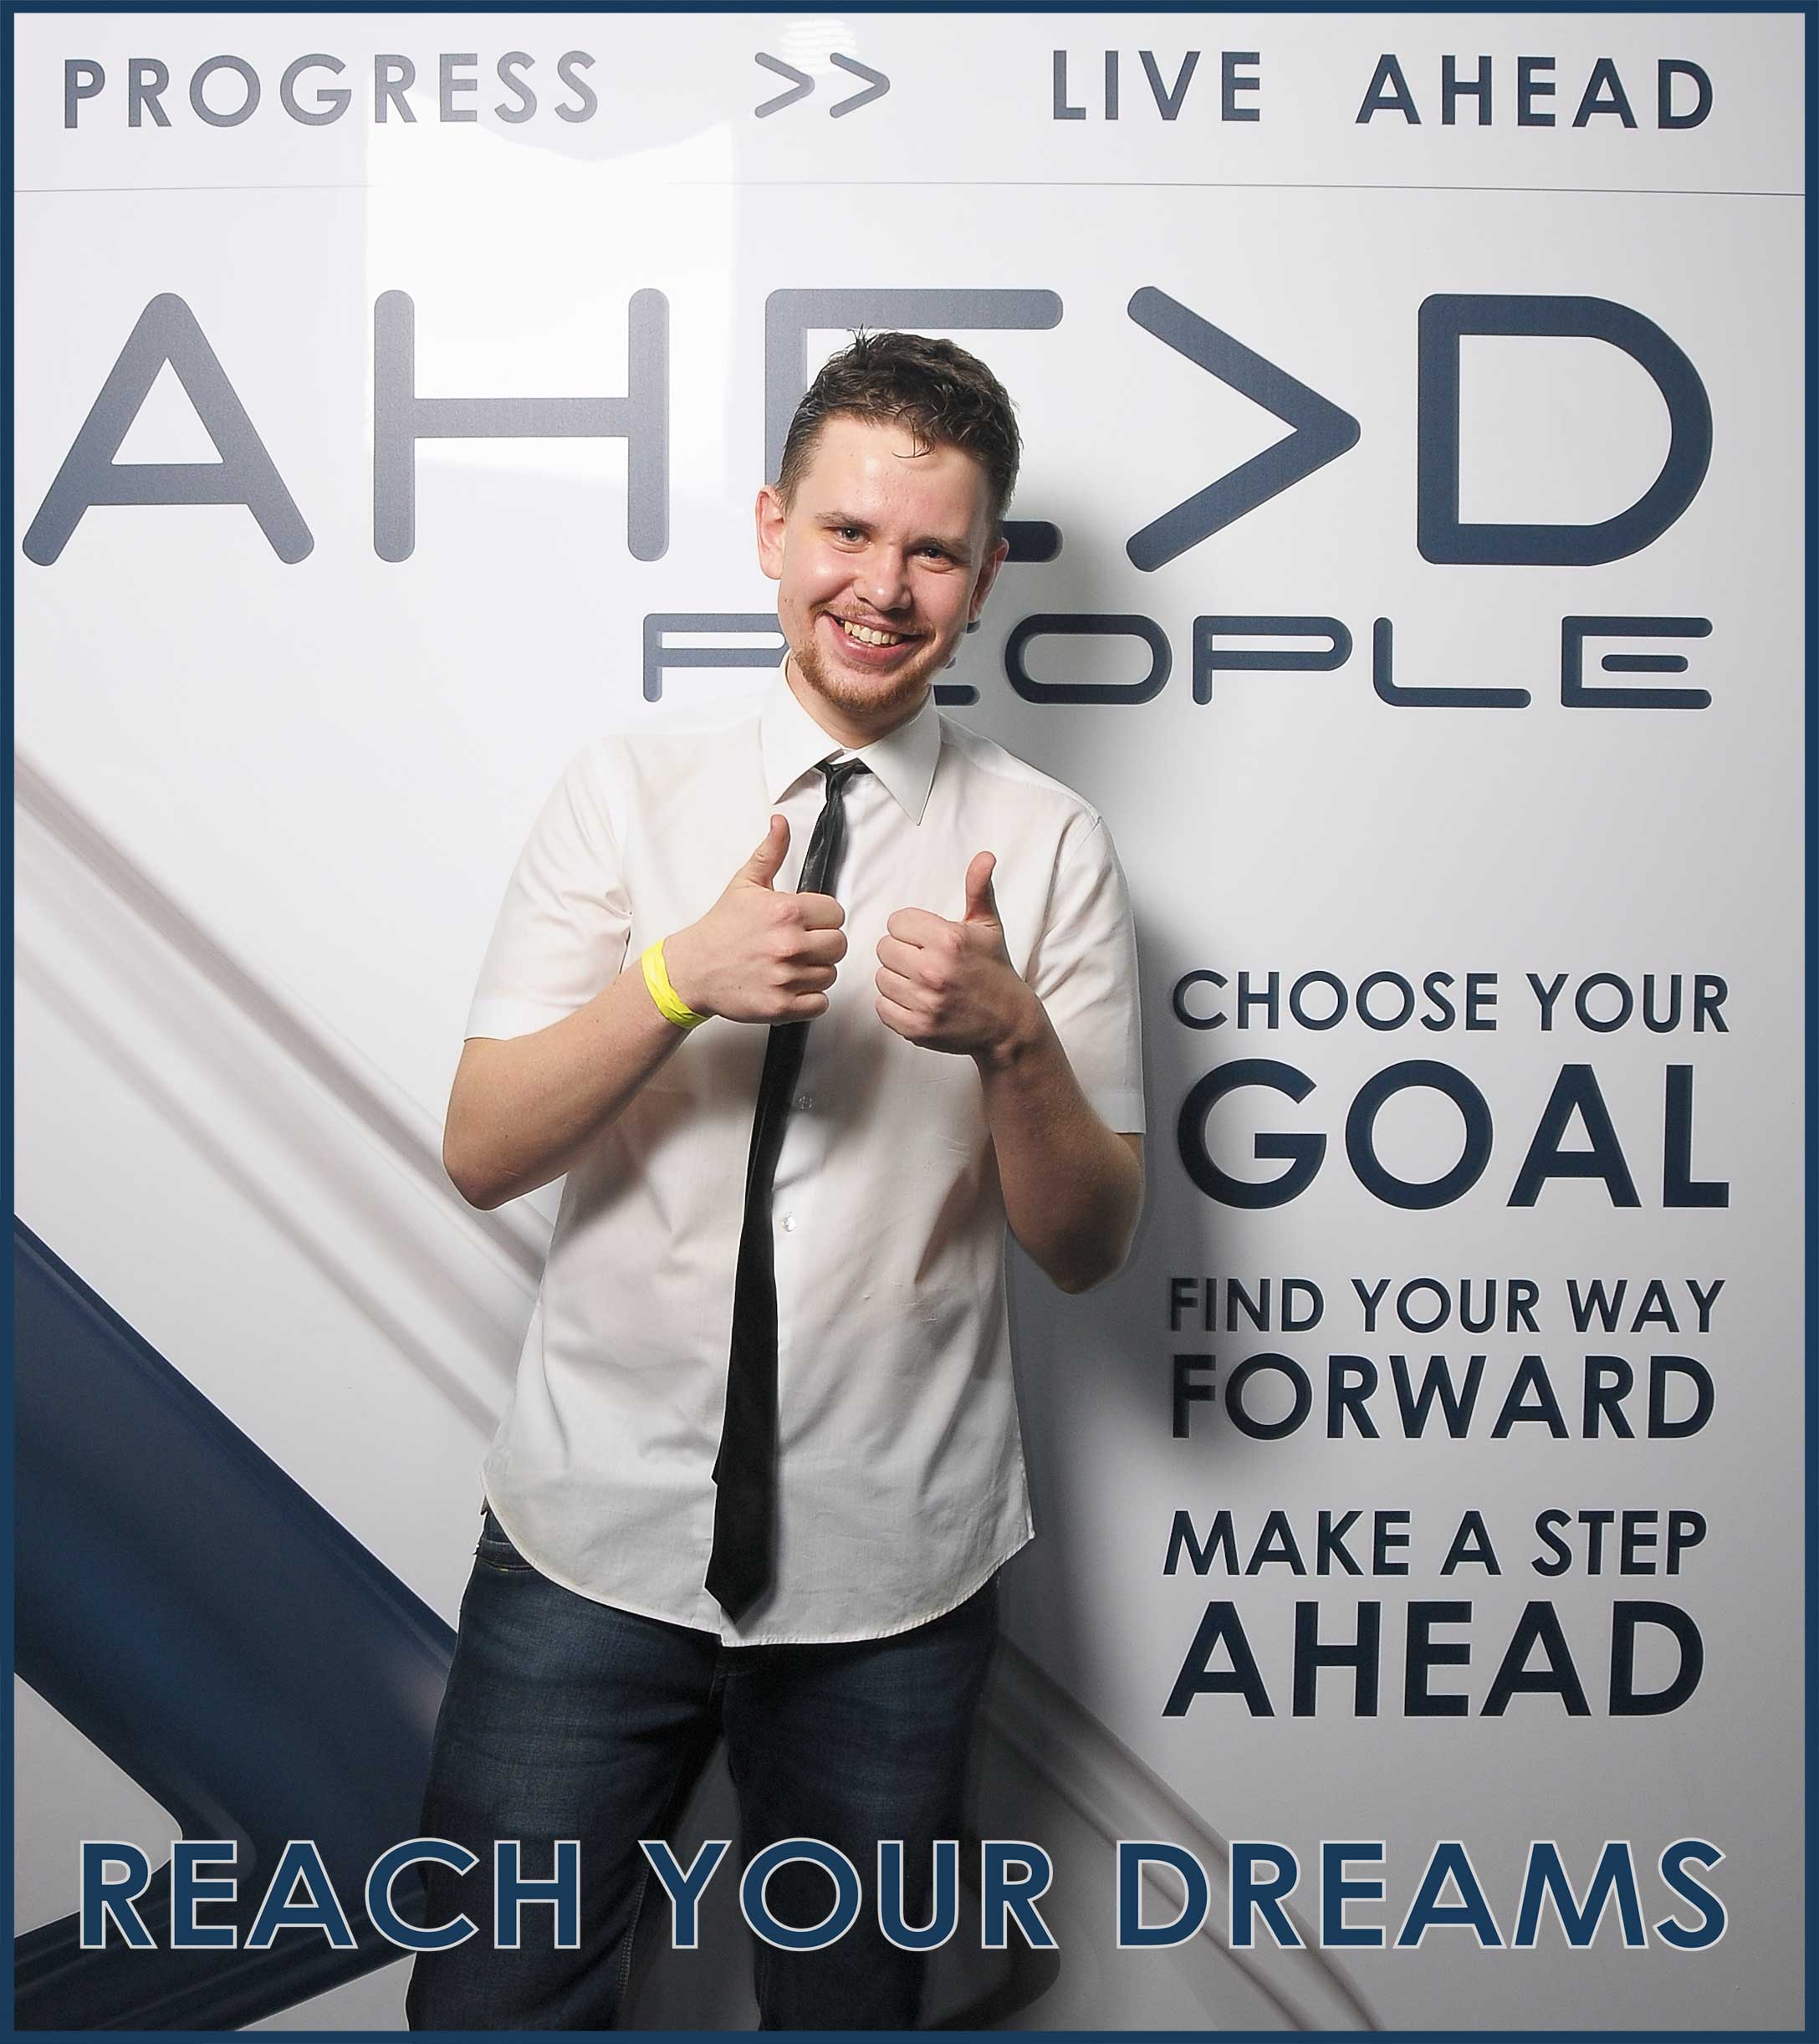 PROGRESS >> LIVE AHEAD
AHE>D
PEOPLE
CHOOSE YOUR
GOAL
FIND YOUR WAY
FORWARD
MAKE A STEP
AHEAD
REACH YOUR DREAMS